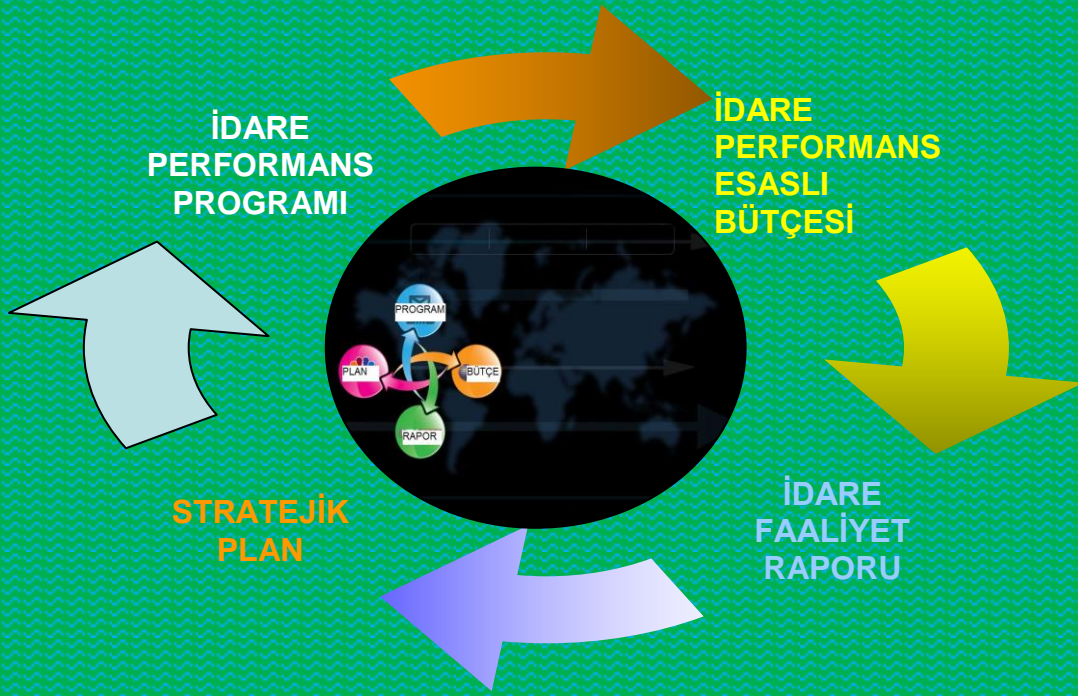 İDARE
PERFORMANS
PROGRAMI
İDARE
PERFORMANS
ESASLI
BÜTÇESİ
PROGRAM
PLAN
BÜTÇE
RAPOR
STRATEJİK
PLAN
İDARE
FAALİYET
RAPORU